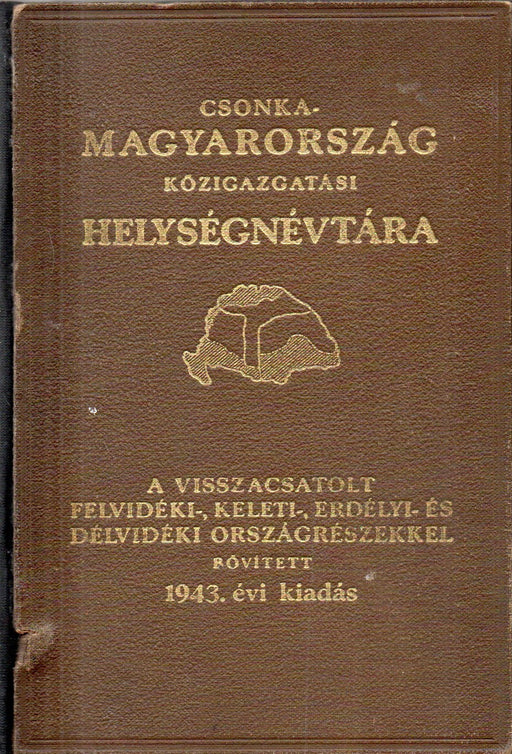 CSONKA-
MAGYARORSZÁG
KÖZIGAZGATÁSI
HELYSÉGNÉVTÁRA
A VISSZACSATOLT
FELVIDÉKI-, KELETI-, ERDÉLYI- ÉS
DÉLVIDÉKI ORSZÁGRÉSZEKKEL
BŐVÍTETT
1943. évi kiadás